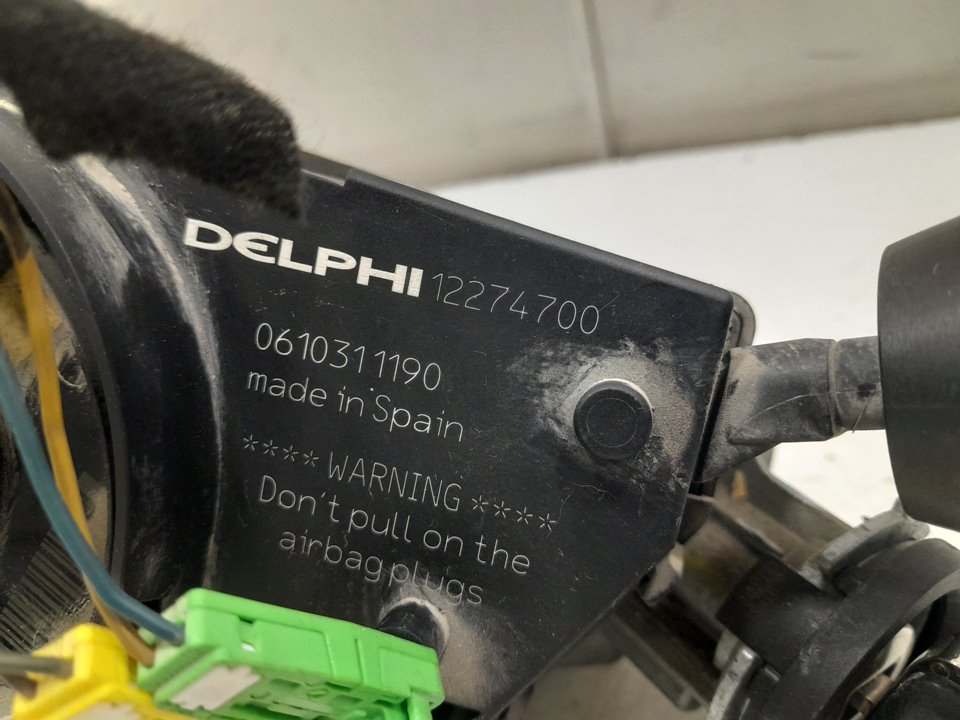 DELPHI 12274700
0610311190
made in Spain
**** WARNING ****
Don't pull on the
airbag plugs